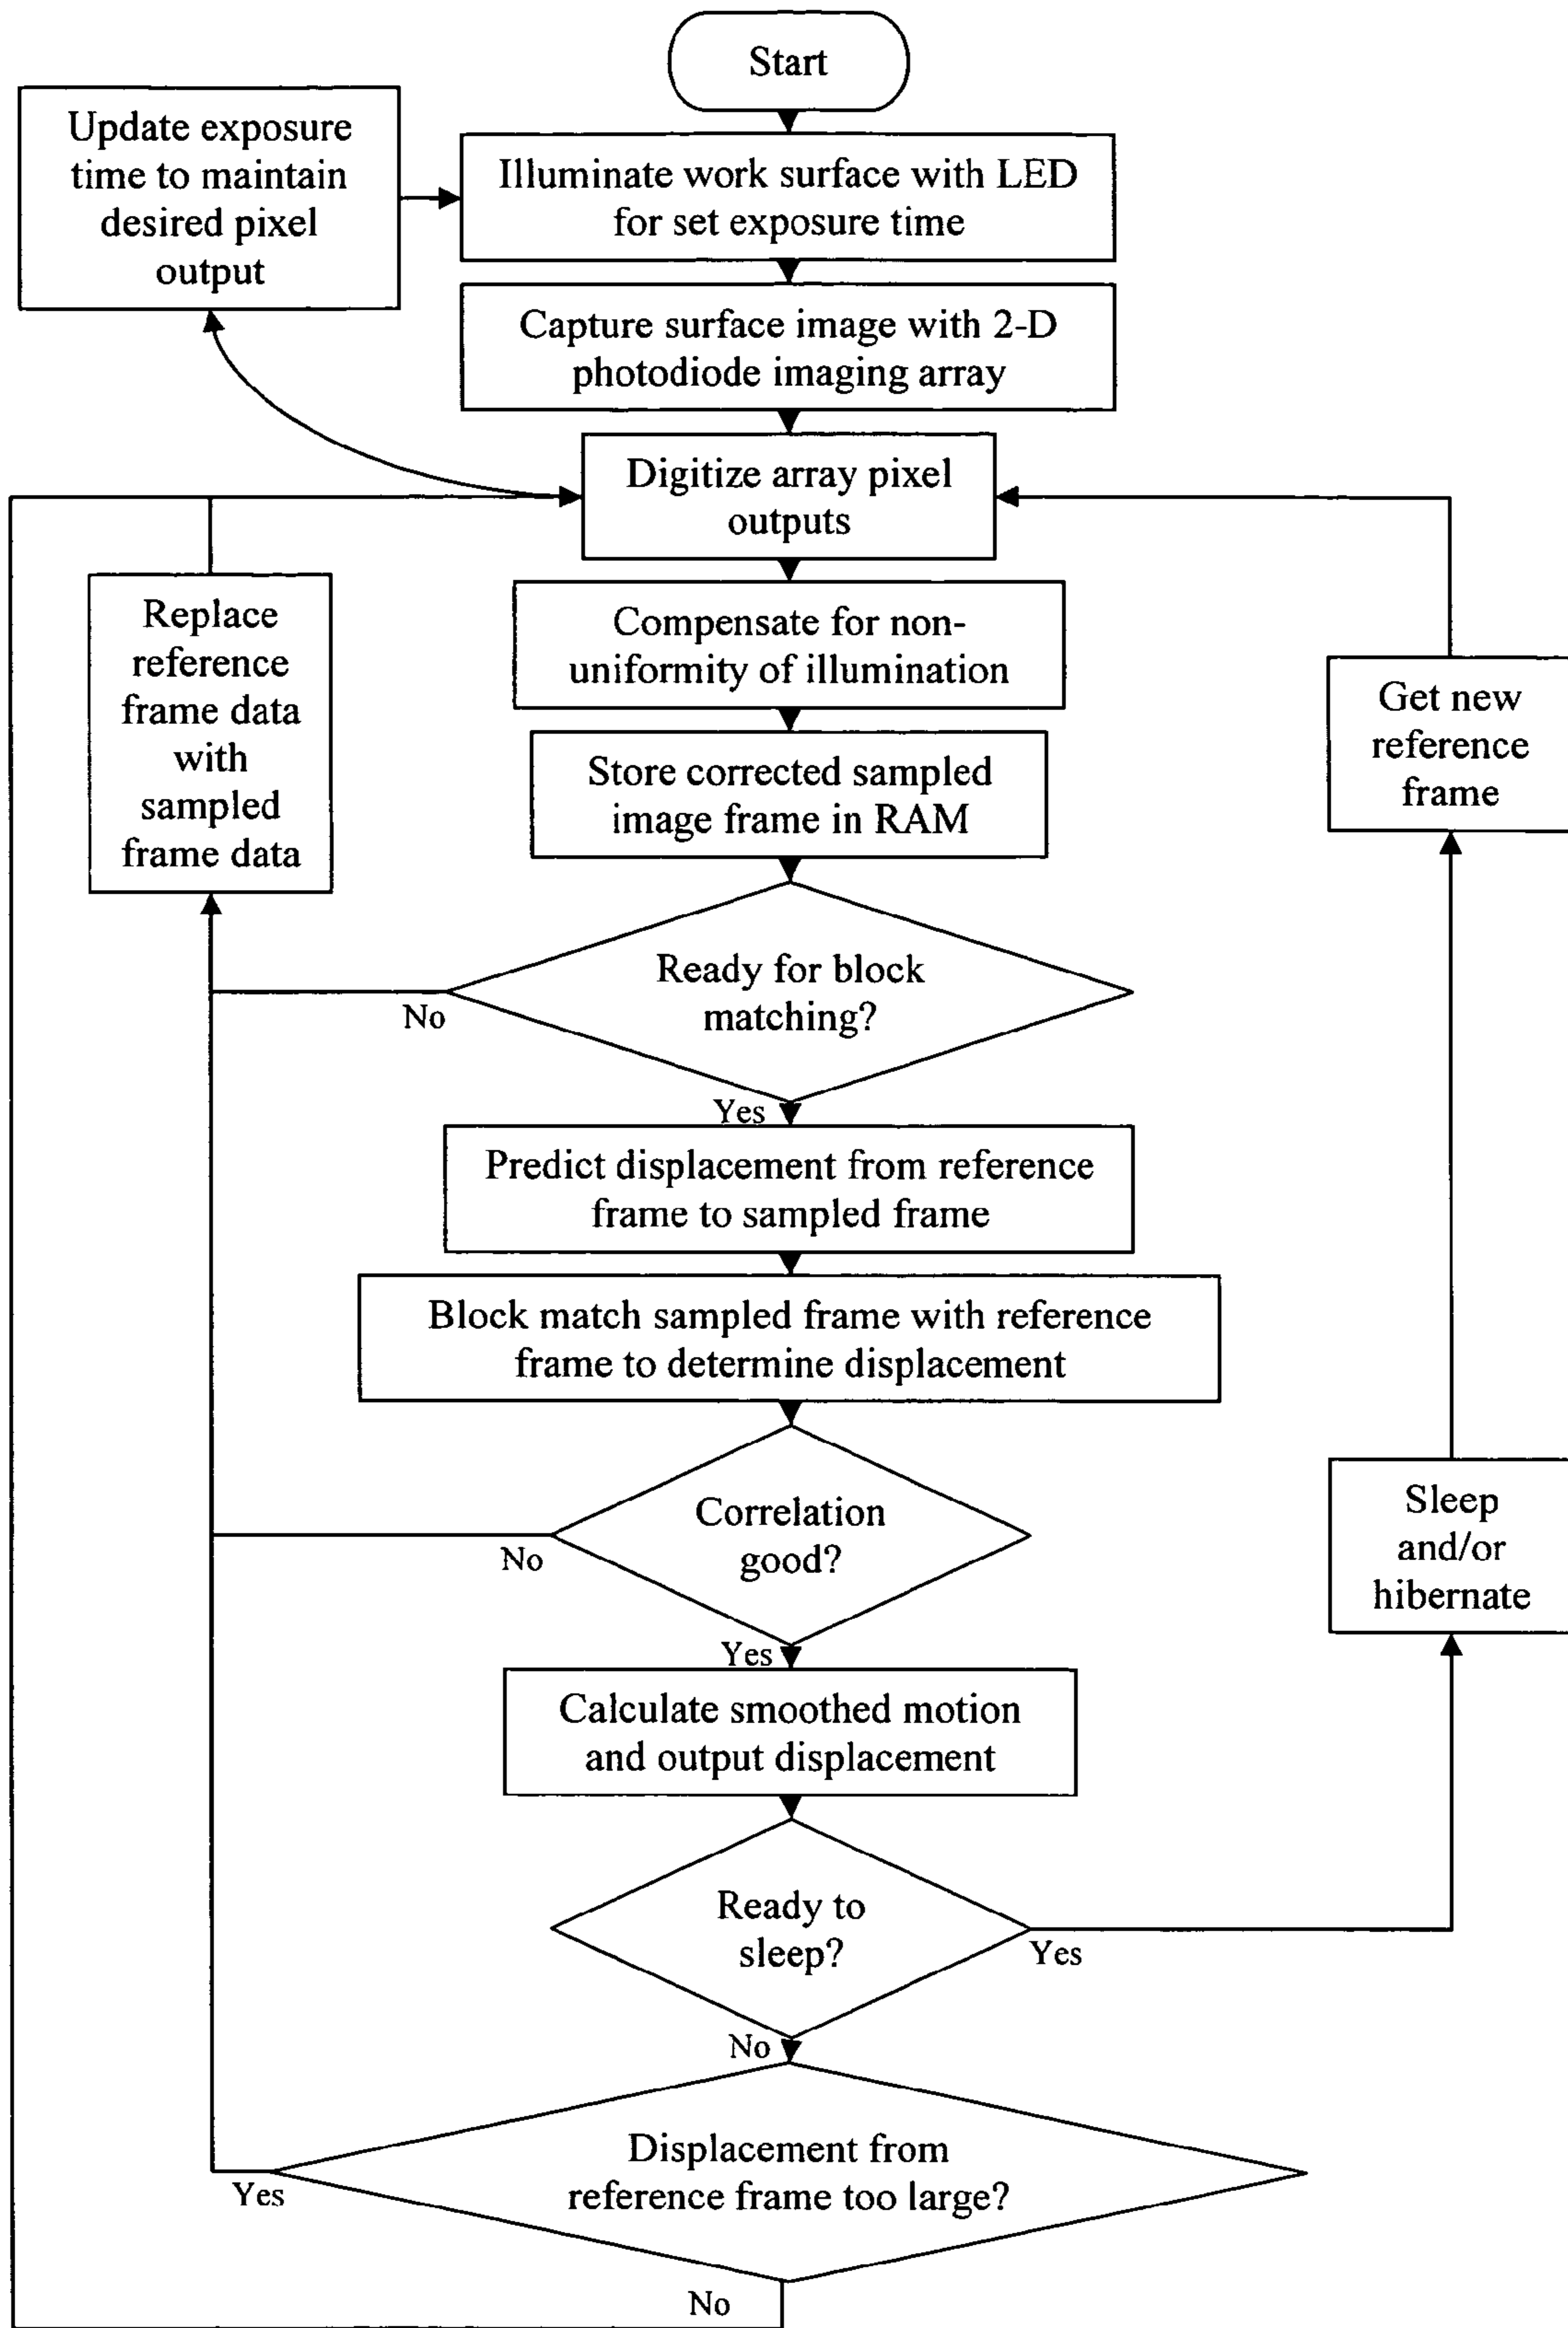 Start
Update exposure
time to maintain
desired pixel
output
Illuminate work surface with LED
for set exposure time
Capture surface image with 2-D
photodiode imaging array
Digitize array pixel
outputs
Compensate for non-
uniformity of illumination
Replace
reference
frame data
with
sampled
frame data
Get new
reference
frame
Store corrected sampled
image frame in RAM
Ready for block
matching?
No
Yes
Predict displacement from reference
frame to sampled frame
Block match sampled frame with reference
frame to determine displacement
Correlation
good?
No
Yes
Sleep
and/or
hibernate
Calculate smoothed motion
and output displacement
Ready to
sleep?
Yes
No
Displacement from
reference frame too large?
Yes
No